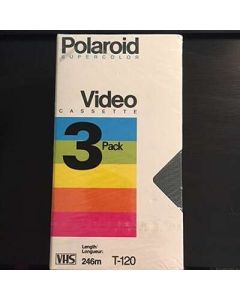 Polaroid
SUPERCOLOR
Video
CASSETTE
3 Pack
VHS
Length/
Longueur:
246m
T-120